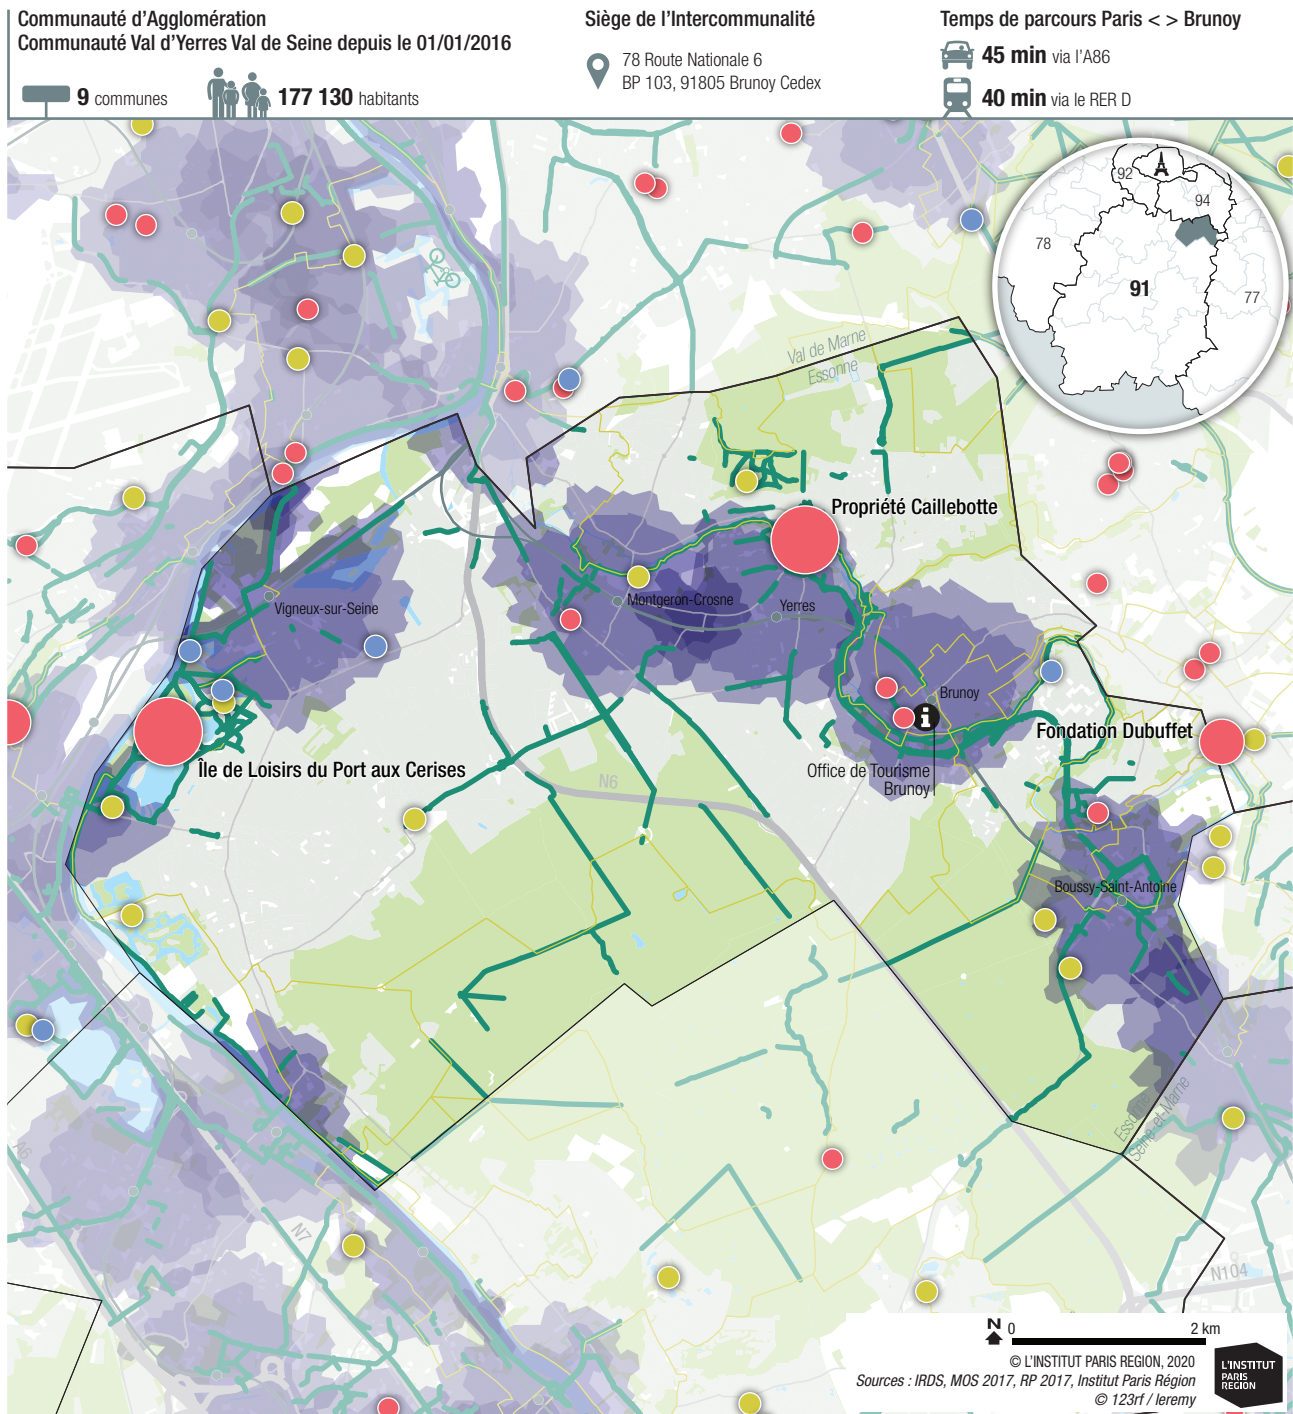 Communauté d'Agglomération
Communauté Val d'Yerres Val de Seine depuis le 01/01/2016
9 communes
177 130 habitants
Siège de l'Intercommunalité
78 Route Nationale 6
BP 103, 91805 Brunoy Cedex
Temps de parcours Paris < > Brunoy
45 min via l'A86
40 min via le RER D
92
94
78
91
77
Val de Marne
Essonne
Propriété Caillebotte
Montgeron-Crosne
Yerres
Vigneux-sur-Seine
Brunoy
i
Fondation Dubuffet
Île de Loisirs du Port aux Cerises
Office de Tourisme
Brunoy
N6
Boussy-Saint-Antoine
Essonne
Seine-et-Marne
A6
N7
N104
N
0
2 km
© L'INSTITUT PARIS REGION, 2020
Sources : IRDS, MOS 2017, RP 2017, Institut Paris Région
© 123rf / leremy
L'INSTITUT
PARIS
REGION